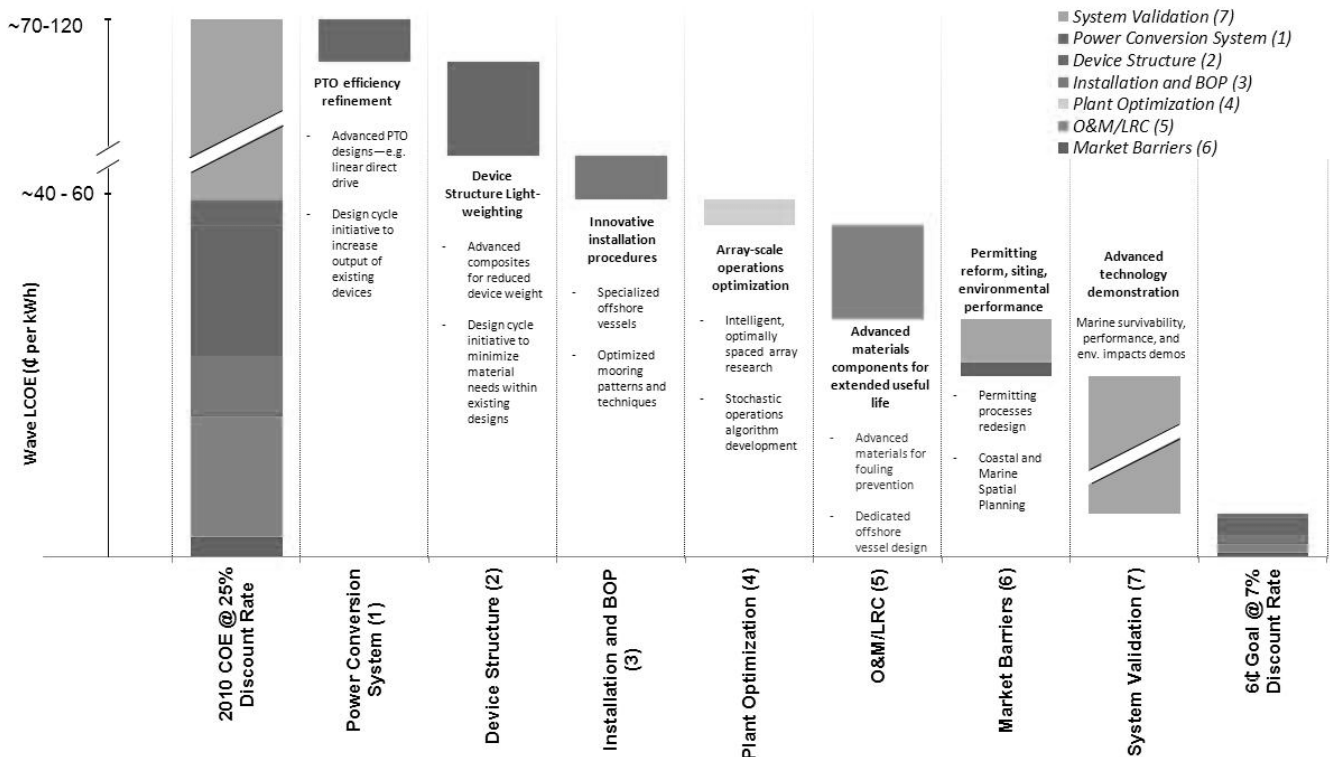 ~70-120
~40 - 60
Wave LCOE (¢ per kWh)
System Validation (7)
Power Conversion System (1)
Device Structure (2)
Installation and BOP (3)
Plant Optimization (4)
O&M/LRC (5)
Market Barriers (6)
PTO efficiency
refinement
- Advanced PTO
designs—e.g.
linear direct
drive
- Design cycle
initiative to
increase
output of
existing
devices
Device
Structure Light-
weighting
- Advanced
composites
for reduced
device weight
- Design cycle
initiative to
minimize
material
needs within
existing
designs
Innovative
installation
procedures
- Specialized
offshore
vessels
- Optimized
mooring
patterns and
techniques
Array-scale
operations
optimization
- Intelligent,
optimally
spaced array
research
- Stochastic
operations
algorithm
development
Advanced
materials
components for
extended useful
life
- Advanced
materials for
fouling
prevention
- Dedicated
offshore
vessel design
Permitting
reform, siting,
environmental
performance
- Permitting
processes
redesign
- Coastal and
Marine
Spatial
Planning
Advanced
technology
demonstration
Marine survivability,
performance, and
env. impacts demos
2010 COE @ 25%
Discount Rate
Power Conversion
System (1)
Device Structure (2)
Installation and BOP
(3)
Plant Optimization (4)
O&M/LRC (5)
Market Barriers (6)
System Validation (7)
6¢ Goal @ 7%
Discount Rate